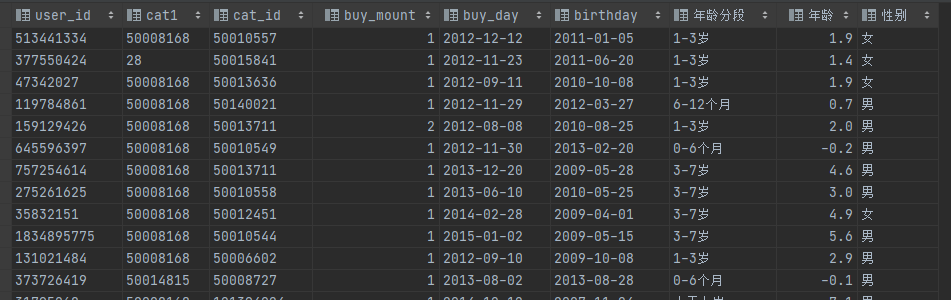 user_id cat1 cat_id buy_mount buy_day birthday 年龄分段 年龄 性别
513441334 50008168 50010557 1 2012-12-12 2011-01-05 1-3岁 1.9 女
377550424 28 50015841 1 2012-11-23 2011-06-20 1-3岁 1.4 女
47342027 50008168 50013636 1 2012-09-11 2010-10-08 1-3岁 1.9 女
119784861 50008168 50140021 1 2012-11-29 2012-03-27 6-12个月 0.7 男
159129426 50008168 50013711 2 2012-08-08 2010-08-25 1-3岁 2.0 男
645596397 50008168 50010549 1 2012-11-30 2013-02-20 0-6个月 -0.2 男
757254614 50008168 50013711 1 2013-12-20 2009-05-28 3-7岁 4.6 男
275261625 50008168 50010558 1 2013-06-10 2010-05-25 3-7岁 3.0 男
35832151 50008168 50012451 1 2014-02-28 2009-04-01 3-7岁 4.9 女
1834895775 50008168 50010544 1 2015-01-02 2009-05-15 3-7岁 5.6 男
131021484 50008168 50006602 1 2012-09-10 2009-10-08 1-3岁 2.9 男
373726419 50014815 50008727 1 2013-08-02 2013-08-28 0-6个月 -0.1 男